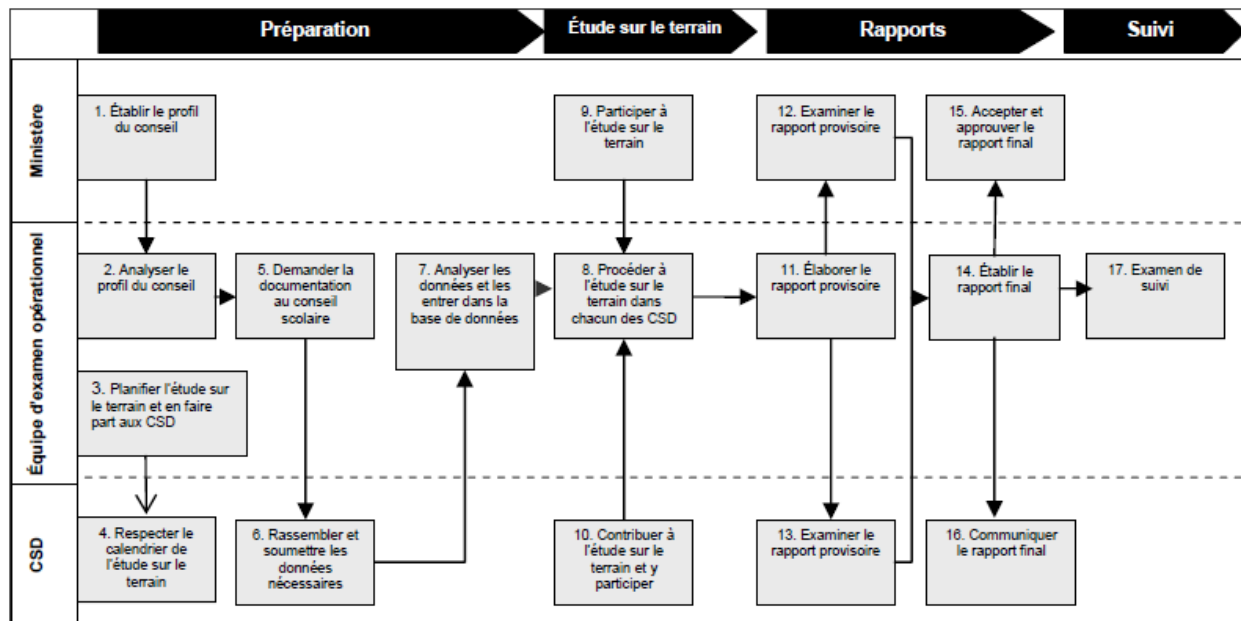 Préparation
Étude sur le terrain
Rapports
Suivi
Ministère
1. Établir le profil
du conseil
9. Participer à
l'étude sur le
terrain
12. Examiner le
rapport provisoire
15. Accepter et
approuver le
rapport final
Équipe d'examen opérationnel
2. Analyser le
profil du conseil
5. Demander la
documentation
au conseil
scolaire
7. Analyser les
données et les
entrer dans la
base de données
8. Procéder à
l'étude sur le
terrain dans
chacun des CSD
11. Élaborer le
rapport provisoire
14. Établir le
rapport final
17. Examen de
suivi
3. Planifier l'étude sur
le terrain et en faire
part aux CSD
CSD
4. Respecter le
calendrier de
l'étude sur le
terrain
6. Rassembler et
soumettre les
données
nécessaires
10. Contribuer à
l'étude sur le
terrain et y
participer
13. Examiner le
rapport provisoire
16. Communiquer
le rapport final